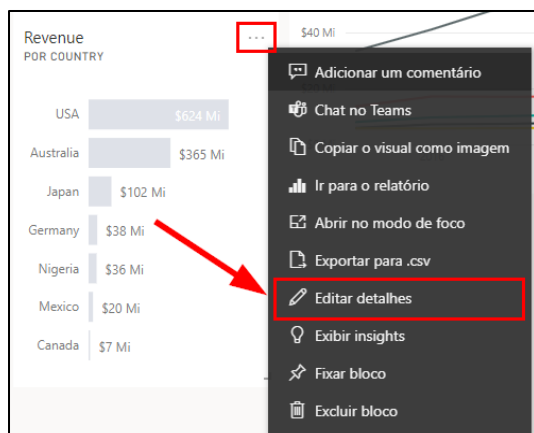 Revenue
...
POR COUNTRY
USA $624 Mi
Australia $365 Mi
Japan $102 Mi
Germany $38 Mi
Nigeria $36 Mi
Mexico $20 Mi
Canada $7 Mi
$40 Mi
Adicionar um comentário
Chat no Teams
Copiar o visual como imagem
Ir para o relatório
Abrir no modo de foco
Exportar para .csv
Editar detalhes
Exibir insights
Fixar bloco
Excluir bloco